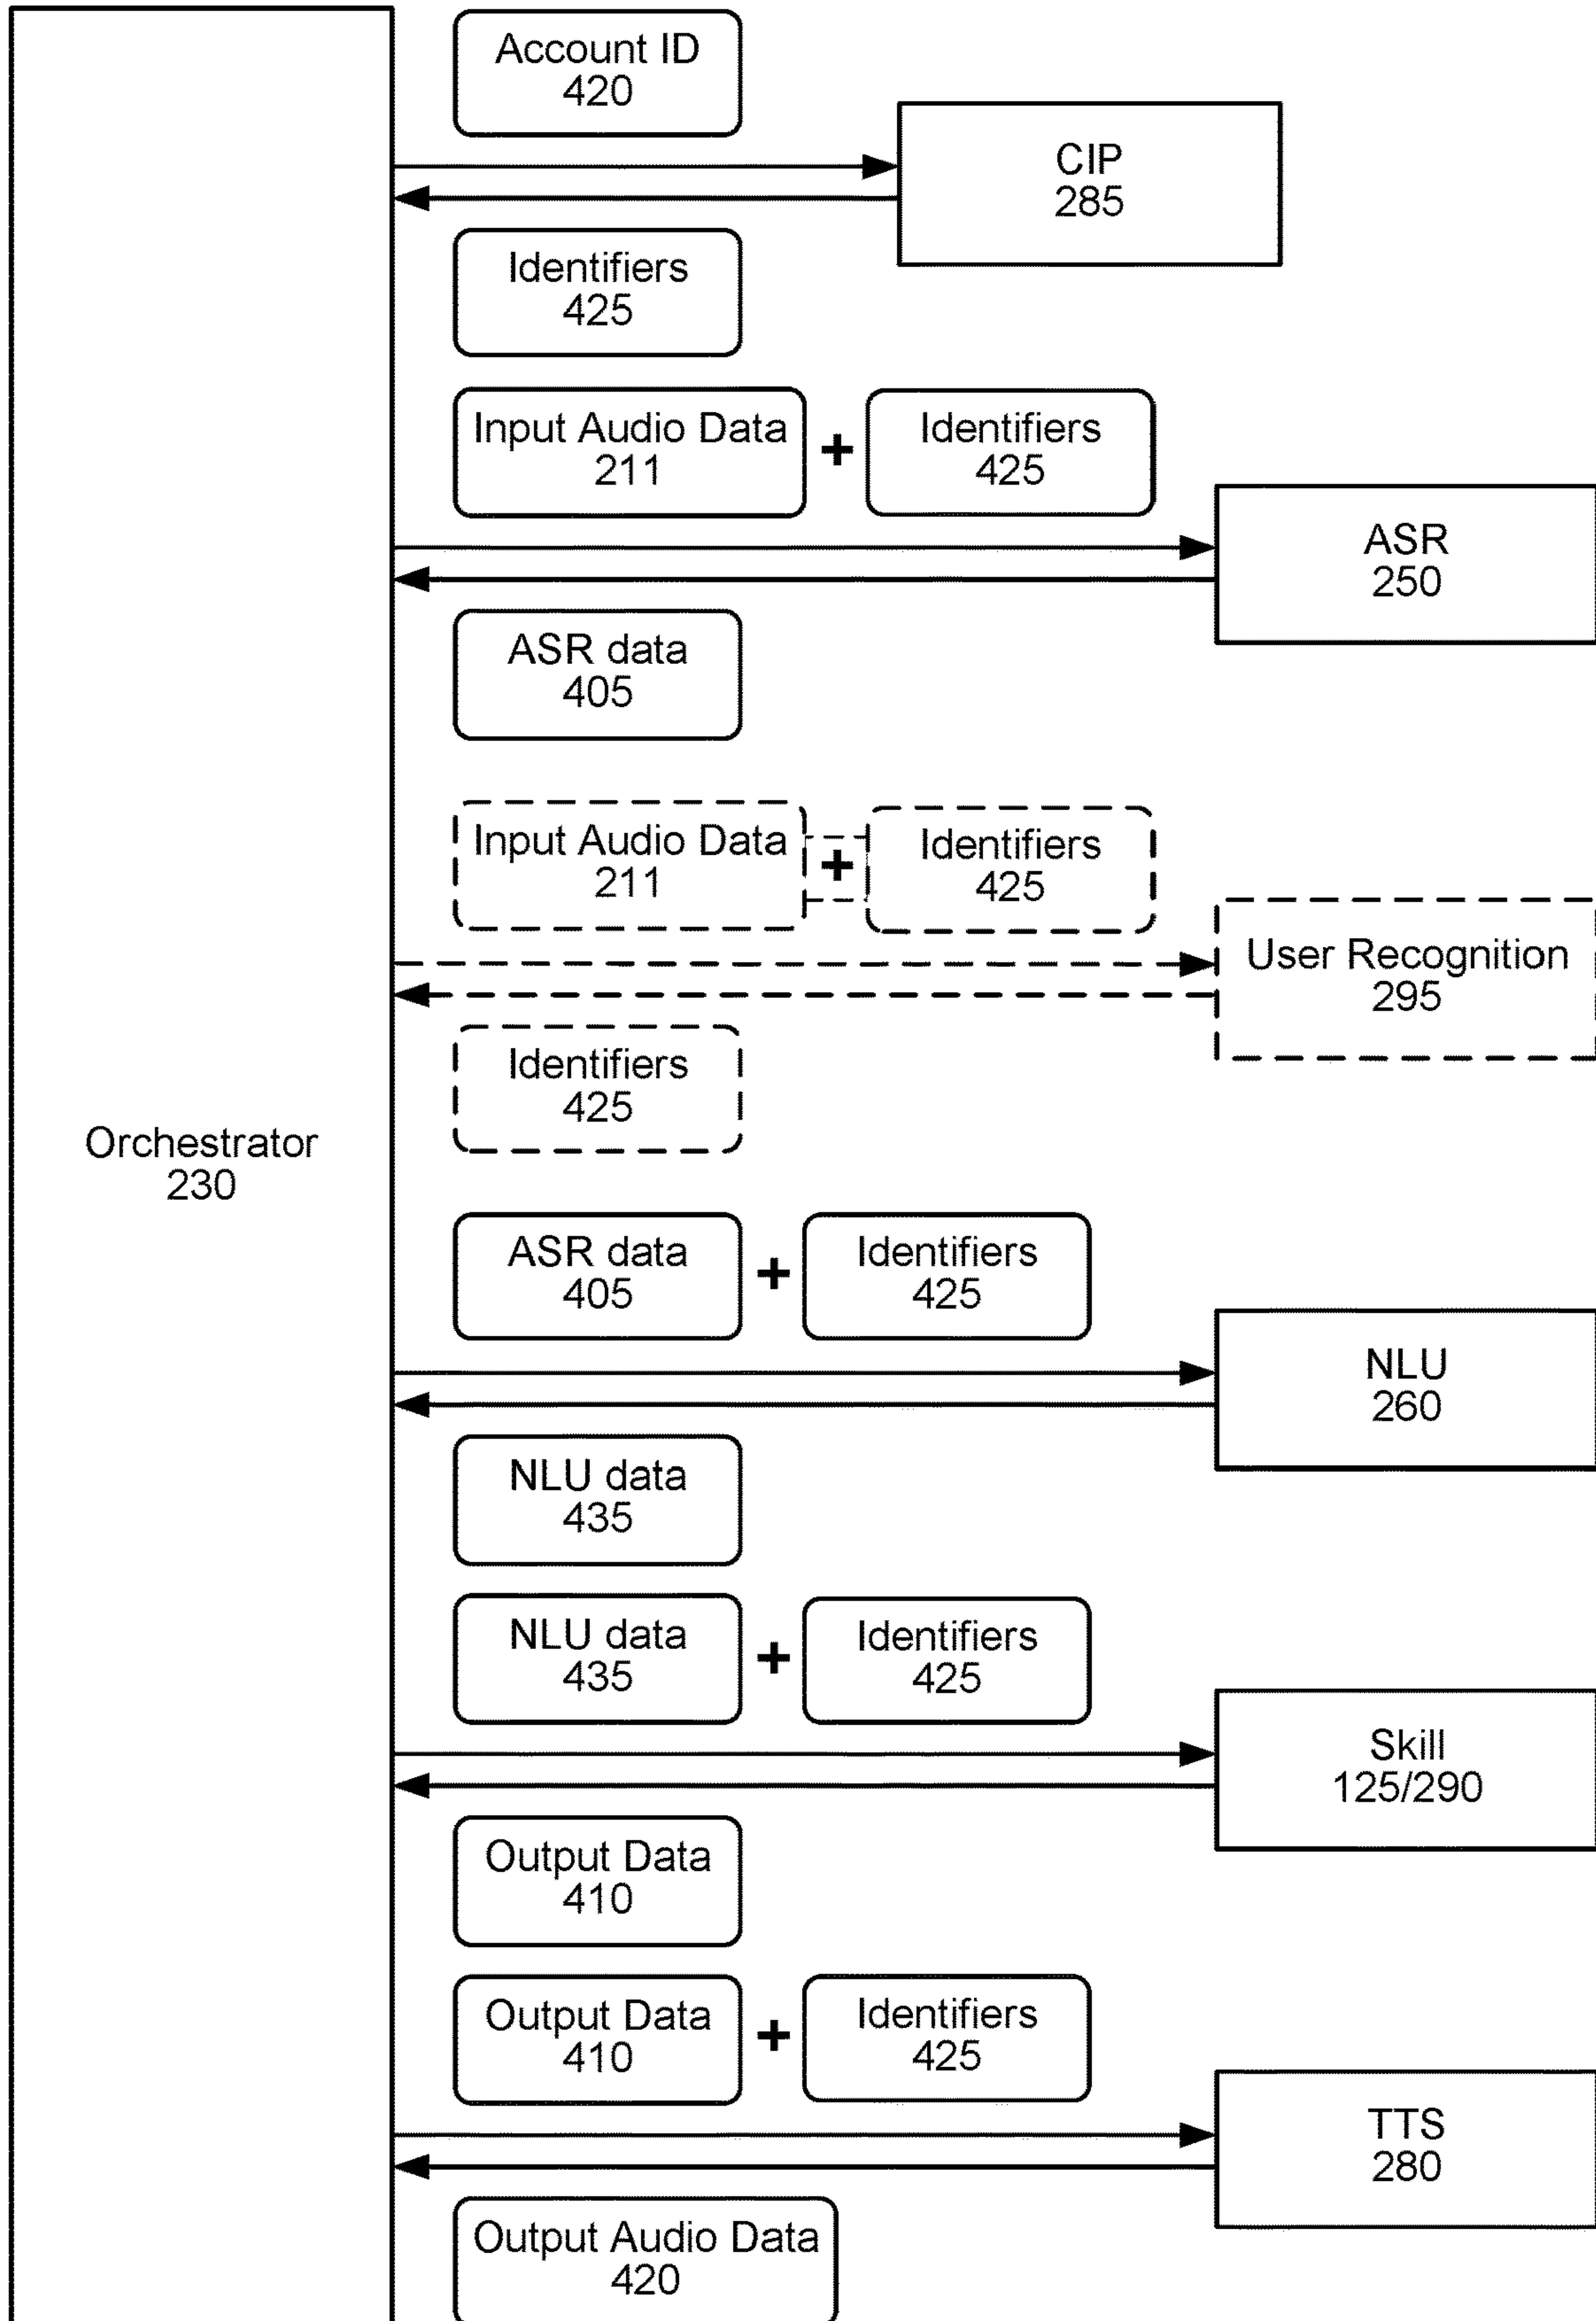 Account ID
420
CIP
285
Identifiers
425
Input Audio Data
211
+
Identifiers
425
ASR
250
ASR data
405
Input Audio Data
211
+
Identifiers
425
User Recognition
295
Identifiers
425
Orchestrator
230
ASR data
405
+
Identifiers
425
NLU
260
NLU data
435
NLU data
435
+
Identifiers
425
Skill
125/290
Output Data
410
Output Data
410
+
Identifiers
425
TTS
280
Output Audio Data
420